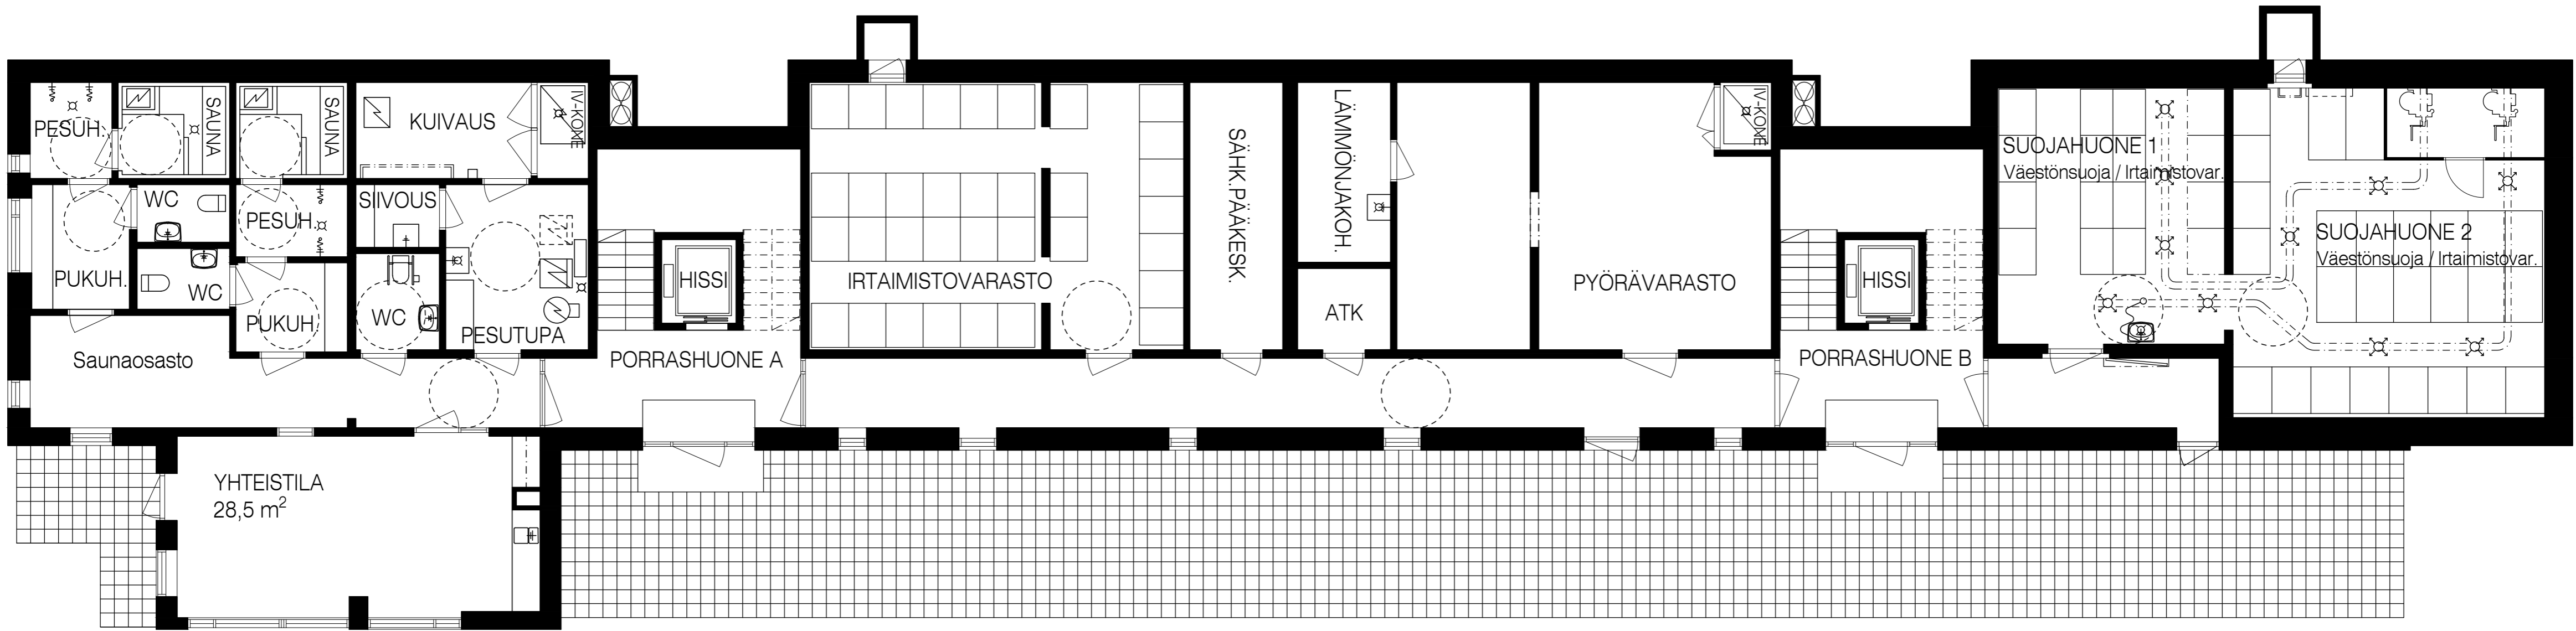 PESUH.
SAUNA
SAUNA
KUIVAUS
IV-KONE
WC
PESUH.
SIIVOUS
PUKUH.
WC
PUKUH.
WC
PESUTUPA
Saunaosasto
YHTEISTILA
28,5 m²
HISSI
PORRASHUONE A
IRTAIMISTOVARASTO
SÄHK.PÄÄKESK.
LÄMMÖNJAKOH.
ATK
PYÖRÄVARASTO
IV-KONE
HISSI
PORRASHUONE B
SUOJAHUONE 1
Väestönsuoja / Irtaimistovar.
SUOJAHUONE 2
Väestönsuoja / Irtaimistovar.